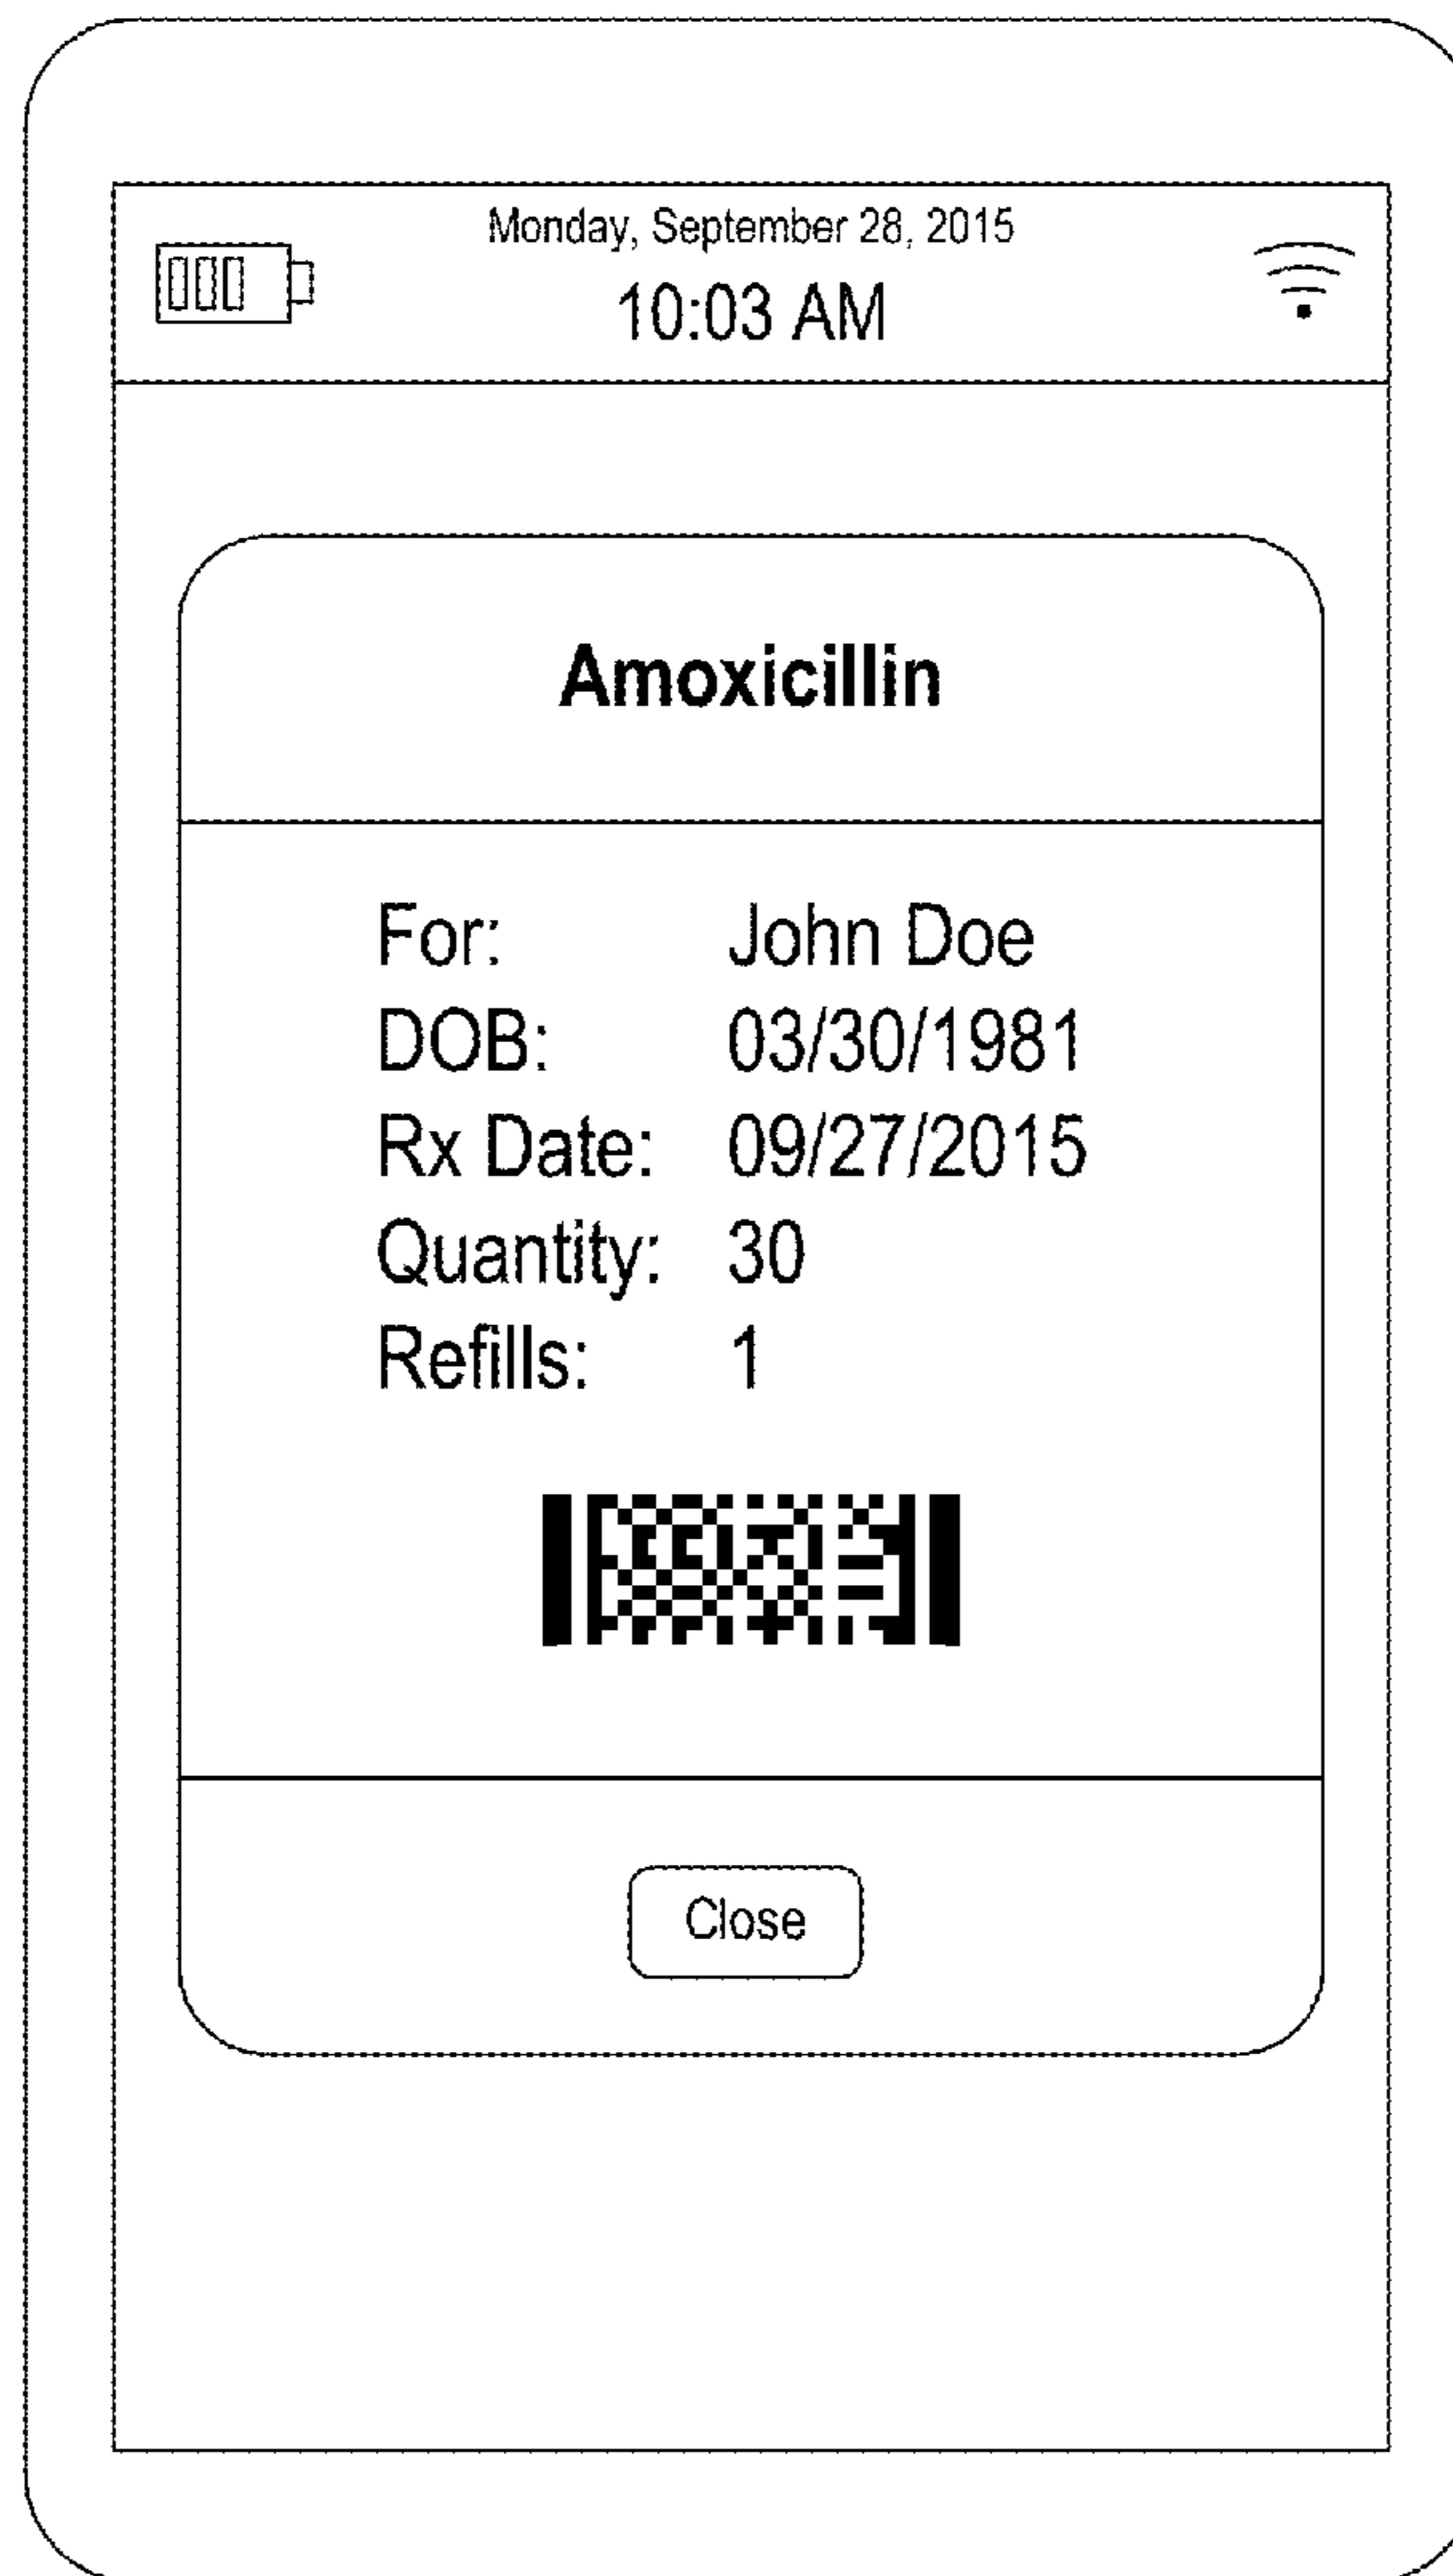 Monday, September 28, 2015
10:03 AM
Amoxicillin
For: John Doe
DOB: 03/30/1981
Rx Date: 09/27/2015
Quantity: 30
Refills: 1
Close